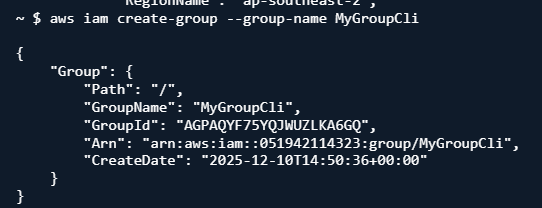 "RegionName": "ap-southeast-2",
~ $ aws iam create-group --group-name MyGroupCli
{
"Group": {
"Path": "/",
"GroupName": "MyGroupCli",
"GroupId": "AGPAQYF75YQJWUZLKA6GQ",
"Arn": "arn:aws:iam::051942114323:group/MyGroupCli",
"CreateDate": "2025-12-10T14:50:36+00:00"
}
}